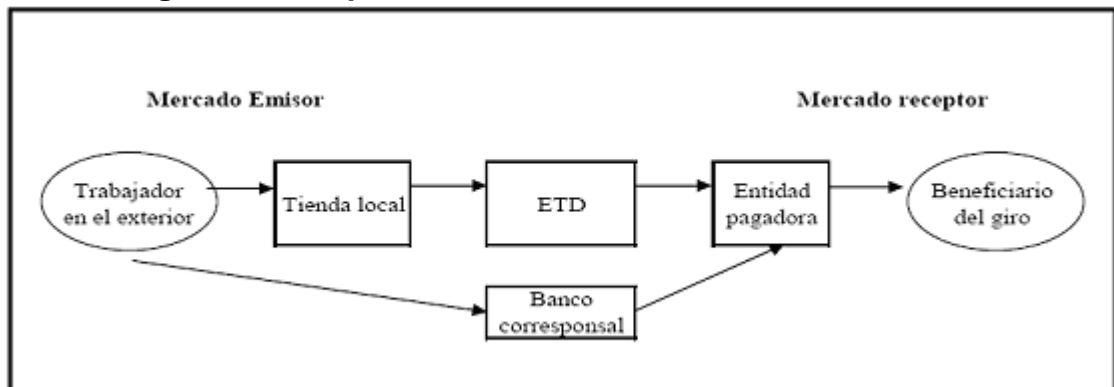 Mercado Emisor
Mercado receptor
Trabajador
en el exterior
Tienda local
ETD
Entidad
pagadora
Beneficiario
del giro
Banco
corresponsal